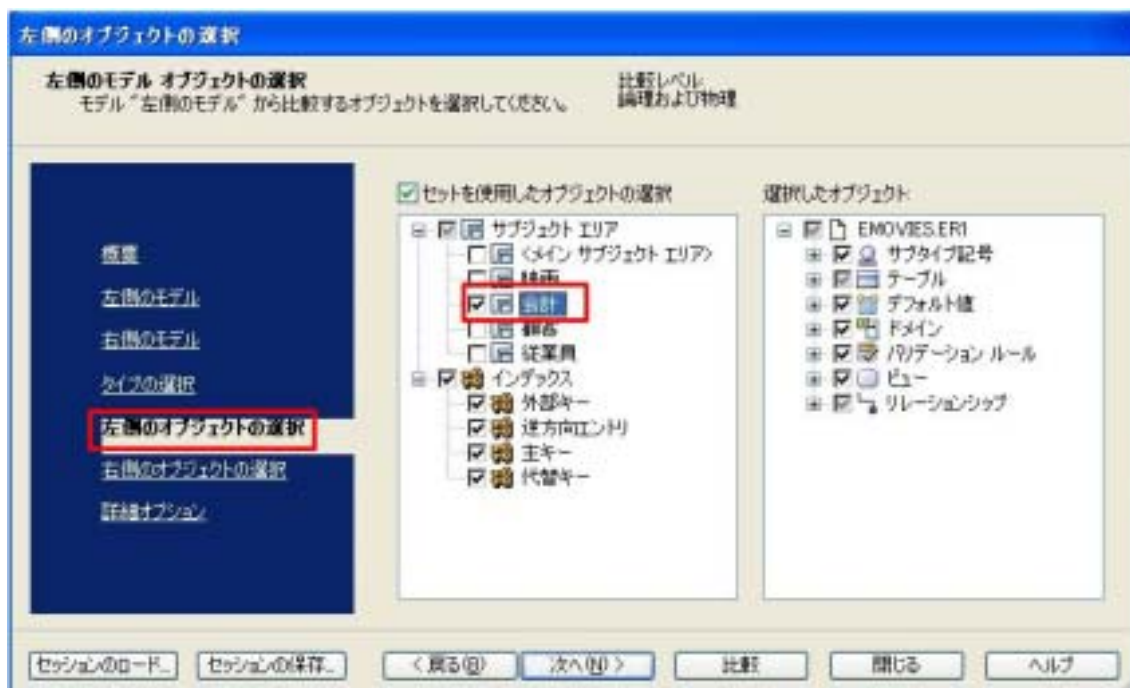 左側のオブジェクトの選択
左側のモデル オブジェクトの選択
モデル "左側のモデル" から比較するオブジェクトを選択してください。
比較レベル:
論理および物理
概要
左側のモデル
右側のモデル
タイプの選択
左側のオブジェクトの選択
右側のオブジェクトの選択
詳細オプション
セットを使用したオブジェクトの選択
サブジェクト エリア
<メイン サブジェクト エリア>
映画
会計
顧客
従業員
インデックス
外部キー
逆方向エントリ
主キー
代替キー
選択したオブジェクト:
EMOVIES.ER1
サブタイプ記号
テーブル
デフォルト値
ドメイン
バリデーション ルール
ビュー
リレーションシップ
セッションのロード...
セッションの保存...
< 戻る(B)
次へ(N) >
比較
閉じる
ヘルプ